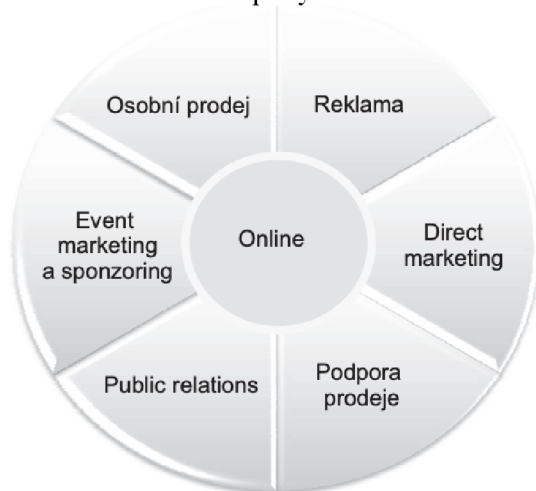 Osobní prodej
Reklama
Event
marketing
a sponzoring
Online
Direct
marketing
Public relations
Podpora
prodeje